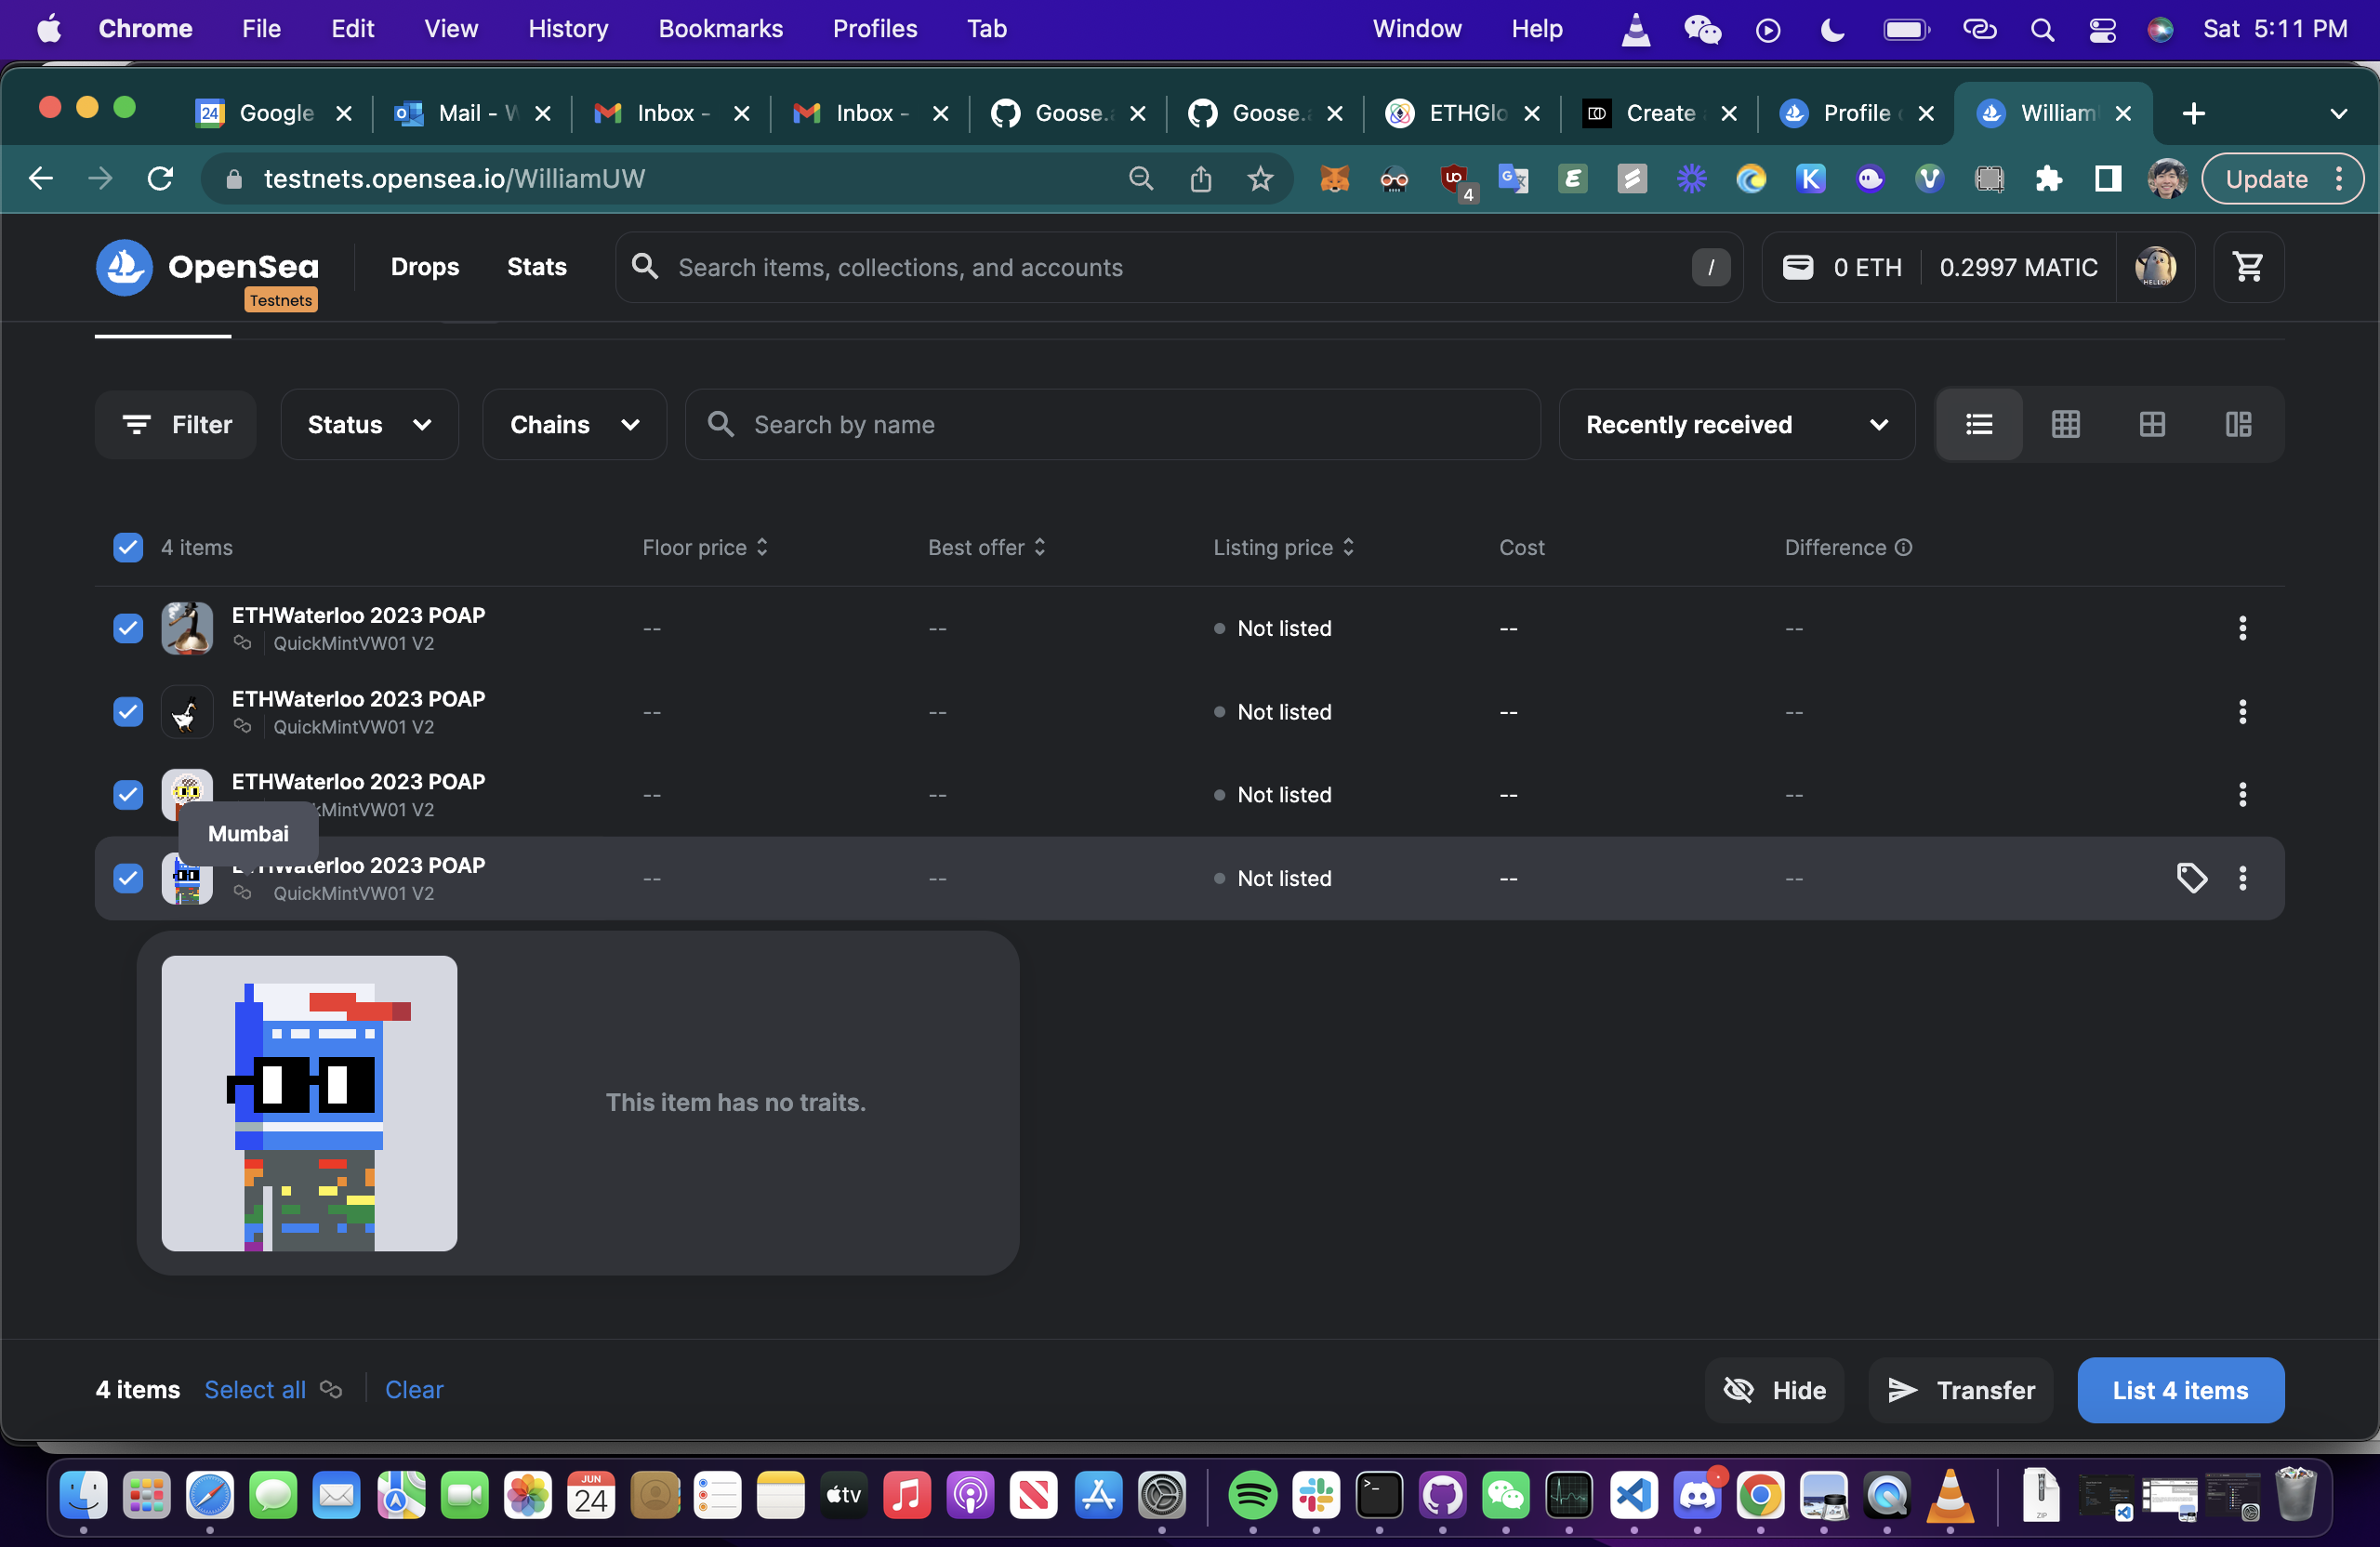 Chrome File Edit View History Bookmarks Profiles Tab Window Help Sat 5:11 PM
24 Google Mail - W Inbox - Inbox - Goose. Goose. ETHGlo Create Profile William
testnets.opensea.io/WilliamUW 4 Update
OpenSea Drops Stats Search items, collections, and accounts / 0 ETH 0.2997 MATIC
Testnets
HELLO!
Filter Status Chains Search by name Recently received
4 items Floor price Best offer Listing price Cost Difference
ETHWaterloo 2023 POAP
QuickMintVW01 V2
-- -- Not listed -- --
ETHWaterloo 2023 POAP
QuickMintVW01 V2
-- -- Not listed -- --
ETHWaterloo 2023 POAP
kMintVW01 V2
-- -- Not listed -- --
Mumbai
ETHWaterloo 2023 POAP
QuickMintVW01 V2
-- -- Not listed -- --
This item has no traits.
4 items Select all Clear Hide Transfer List 4 items
JUN
24
tv
ZIP